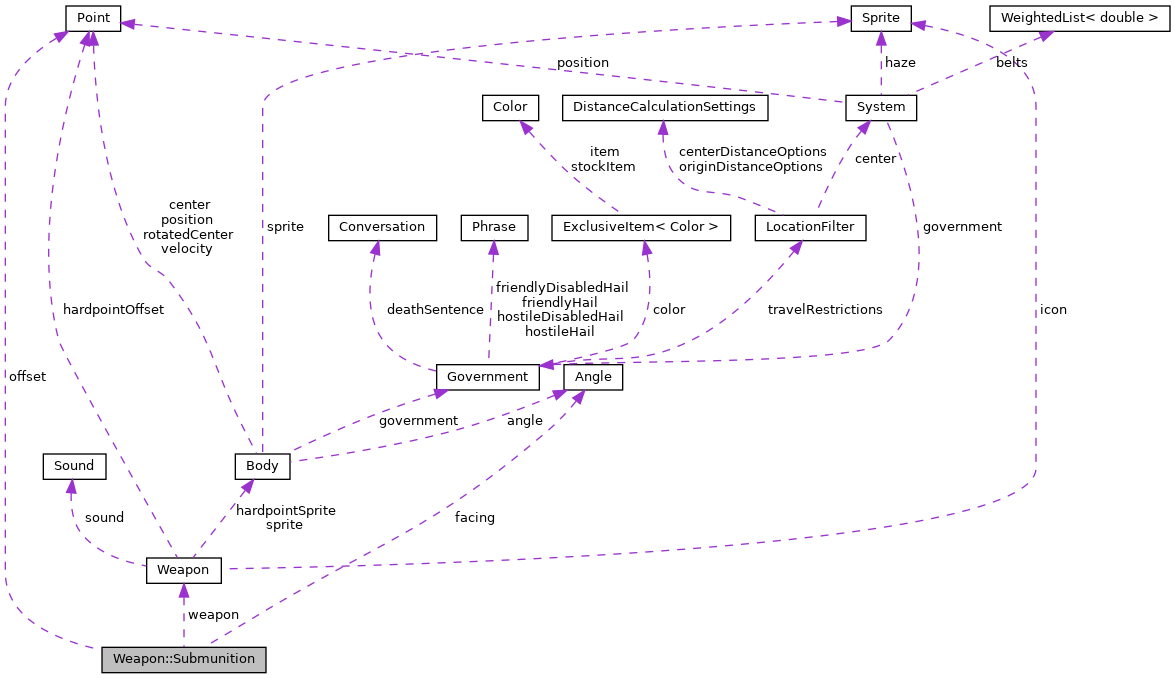 Point
Sprite
WeightedList< double >
position
haze
belts
Color
DistanceCalculationSettings
System
item
stockItem
centerDistanceOptions
originDistanceOptions
center
center
position
rotatedCenter
velocity
sprite
Conversation
Phrase
ExclusiveItem< Color >
LocationFilter
government
hardpointOffset
deathSentence
friendlyDisabledHail
friendlyHail
hostileDisabledHail
hostileHail
color
travelRestrictions
icon
offset
Government
Angle
government
angle
Sound
Body
sound
hardpointSprite
sprite
facing
Weapon
weapon
Weapon::Submunition